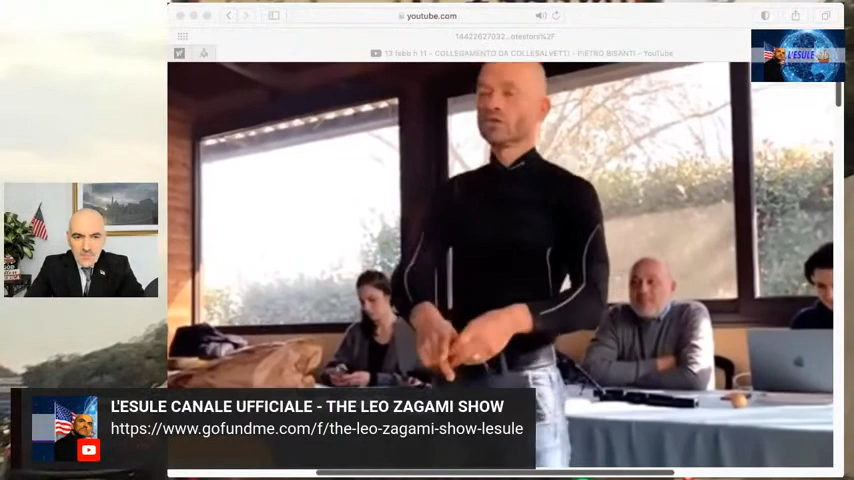 youtube.com
13 febb h 11 - COLLEGAMENTO DA COLLESALVETTI - PIETRO BISANTI - YouTube
L'ESULE
L'ESULE CANALE UFFICIALE - THE LEO ZAGAMI SHOW
https://www.gofundme.com/f/the-leo-zagami-show-lesule